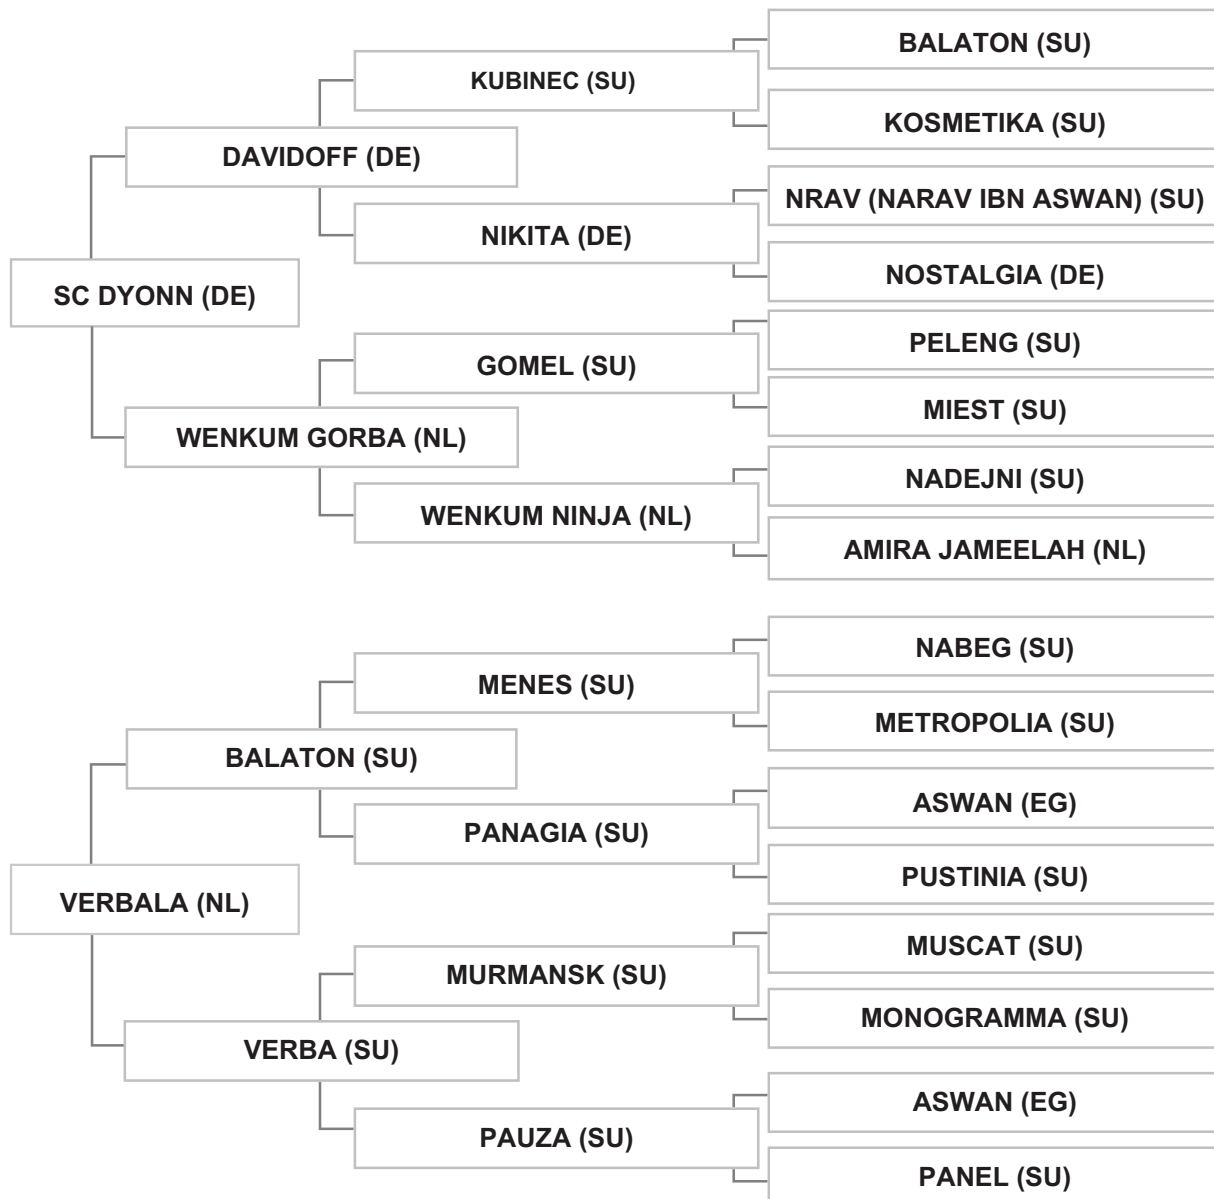 BALATON (SU)
KUBINEC (SU)
KOSMETIKA (SU)
DAVIDOFF (DE)
NRAV (NARAV IBN ASWAN) (SU)
NIKITA (DE)
NOSTALGIA (DE)
SC DYONN (DE)
PELENG (SU)
GOMEL (SU)
MIEST (SU)
WENKUM GORBA (NL)
NADEJNI (SU)
WENKUM NINJA (NL)
AMIRA JAMEELAH (NL)
NABEG (SU)
MENES (SU)
METROPOLIA (SU)
BALATON (SU)
ASWAN (EG)
PANAGIA (SU)
PUSTINIA (SU)
VERBALA (NL)
MUSCAT (SU)
MURMANSK (SU)
MONOGRAMMA (SU)
VERBA (SU)
ASWAN (EG)
PAUZA (SU)
PANEL (SU)